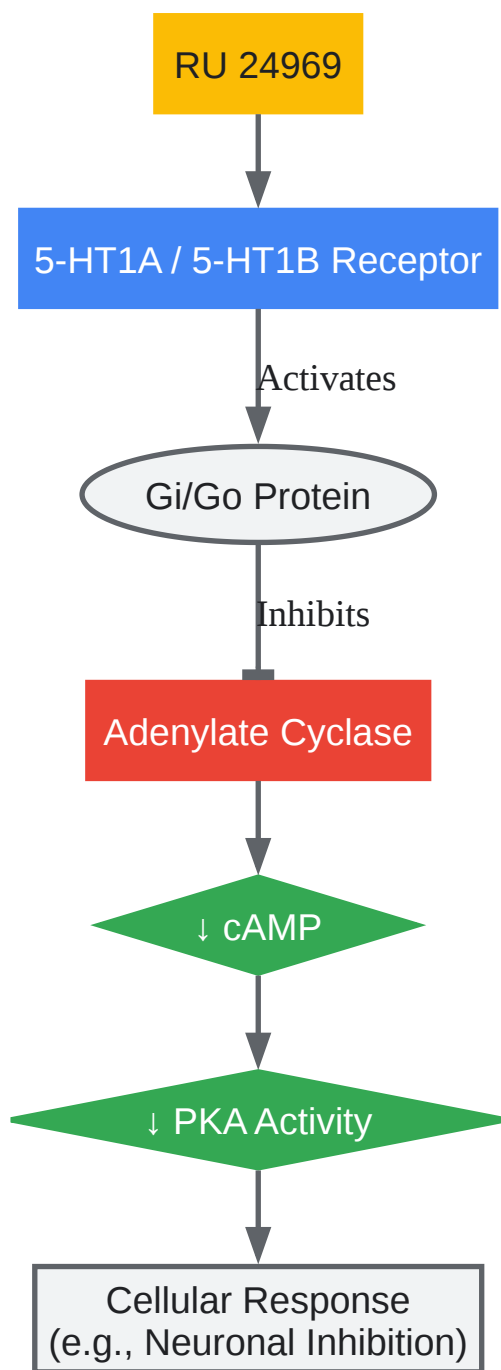 RU 24969
5-HT1A / 5-HT1B Receptor
Activates
Gi/Go Protein
Inhibits
Adenylate Cyclase
↓ cAMP
↓ PKA Activity
Cellular Response
(e.g., Neuronal Inhibition)